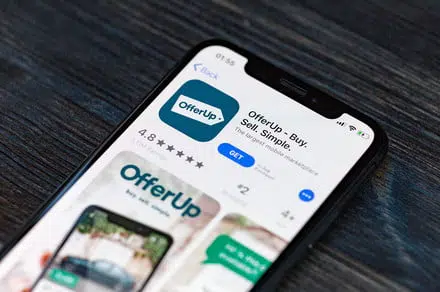 01:55
Back
OfferUp
OfferUp - Buy.
Sell. Simple.
The largest mobile marketplace
GET
4.8
#2
4+
OfferUp
Buy. Sell. Simple.
available?